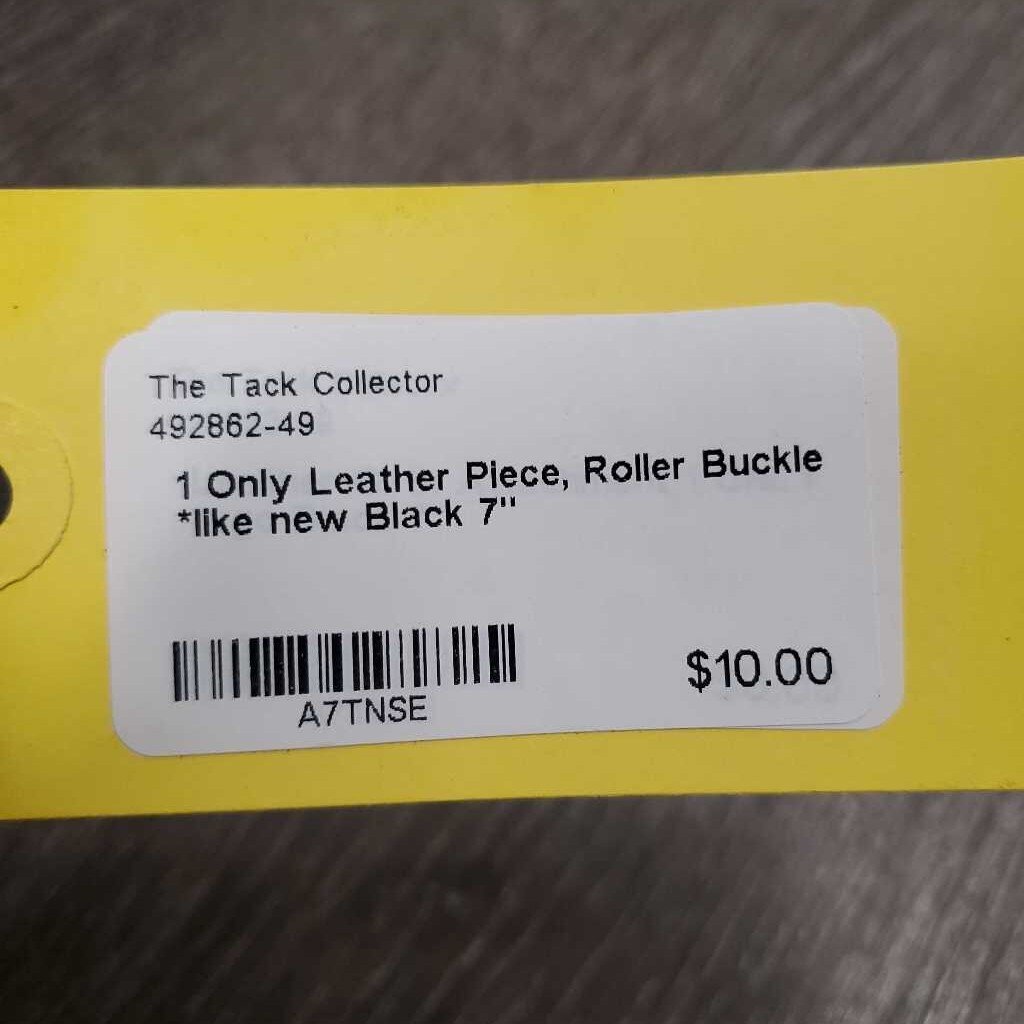 The Tack Collector
492862-49
1 Only Leather Piece, Roller Buckle
*like new Black 7"
A7TNSE
$10.00